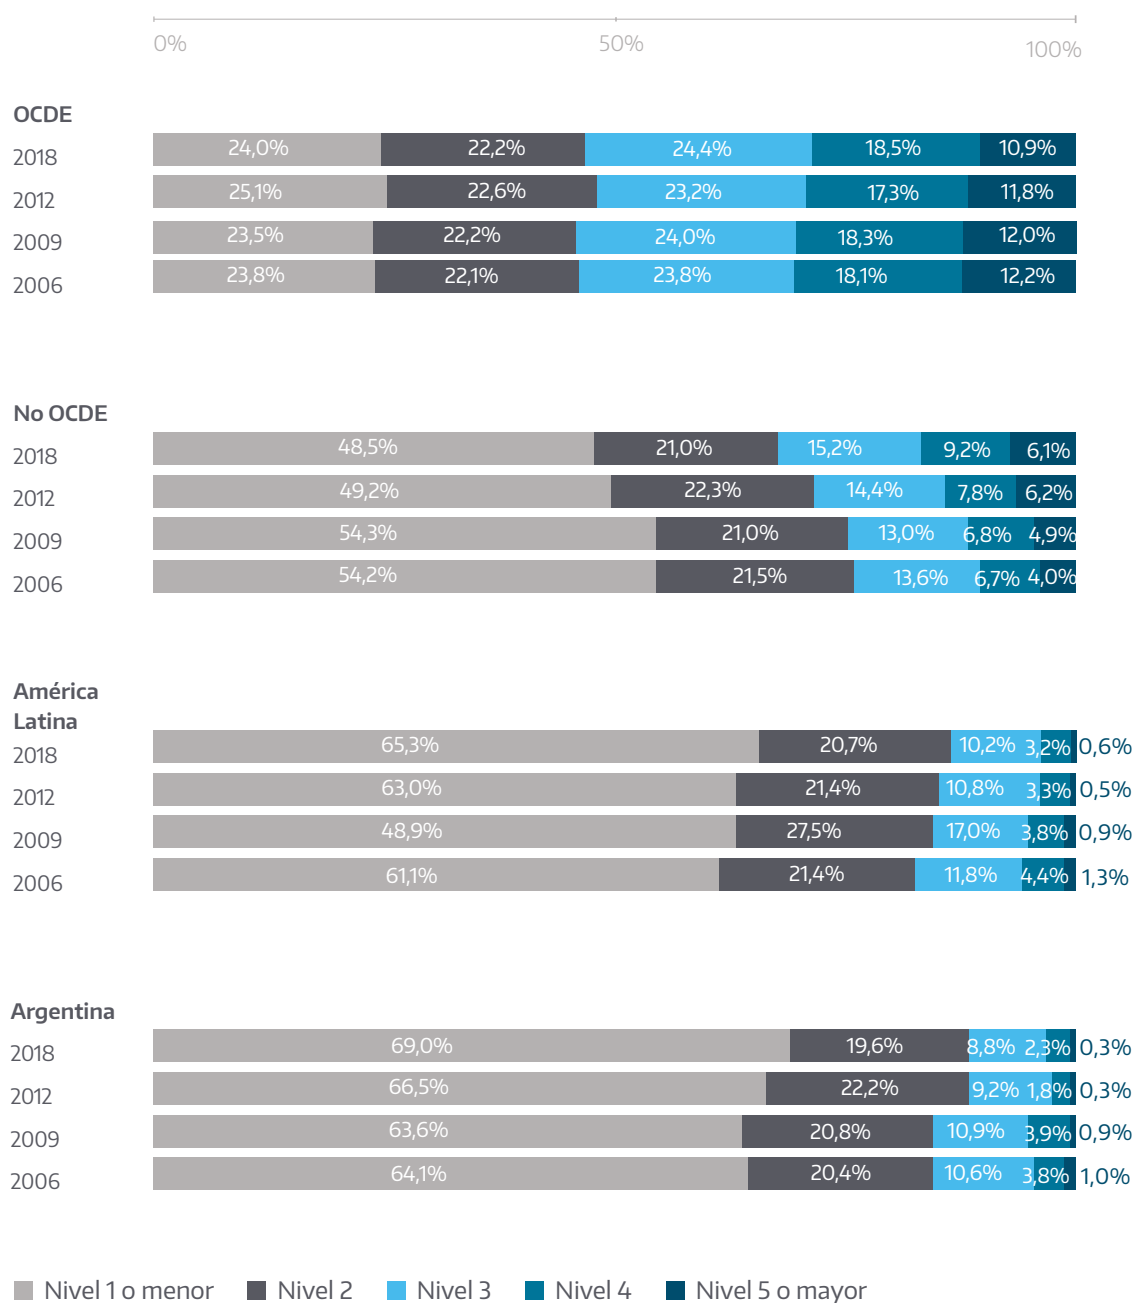 0% 50% 100%
OCDE
2018 24,0% 22,2% 24,4% 18,5% 10,9%
2012 25,1% 22,6% 23,2% 17,3% 11,8%
2009 23,5% 22,2% 24,0% 18,3% 12,0%
2006 23,8% 22,1% 23,8% 18,1% 12,2%
No OCDE
2018 48,5% 21,0% 15,2% 9,2% 6,1%
2012 49,2% 22,3% 14,4% 7,8% 6,2%
2009 54,3% 21,0% 13,0% 6,8% 4,9%
2006 54,2% 21,5% 13,6% 6,7% 4,0%
América
Latina
2018 65,3% 20,7% 10,2% 3,2% 0,6%
2012 63,0% 21,4% 10,8% 3,3% 0,5%
2009 48,9% 27,5% 17,0% 3,8% 0,9%
2006 61,1% 21,4% 11,8% 4,4% 1,3%
Argentina
2018 69,0% 19,6% 8,8% 2,3% 0,3%
2012 66,5% 22,2% 9,2% 1,8% 0,3%
2009 63,6% 20,8% 10,9% 3,9% 0,9%
2006 64,1% 20,4% 10,6% 3,8% 1,0%
Nivel 1 o menor Nivel 2 Nivel 3 Nivel 4 Nivel 5 o mayor